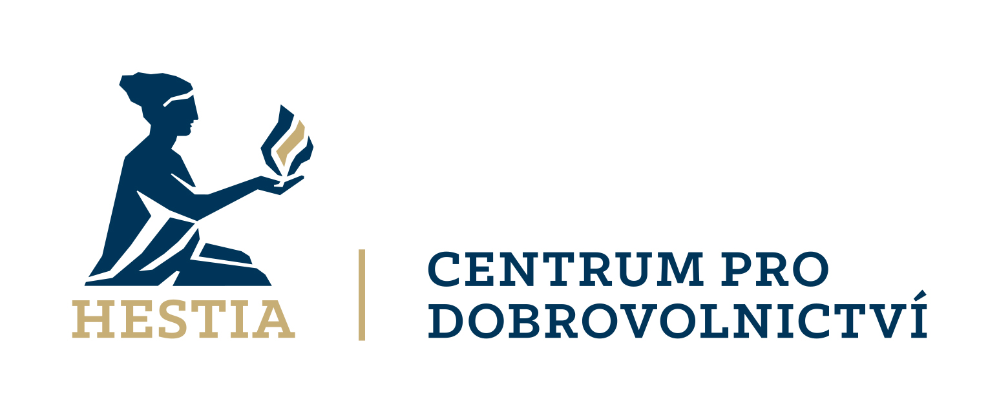 HESTIA
CENTRUM PRO
DOBROVOLNICTVÍ